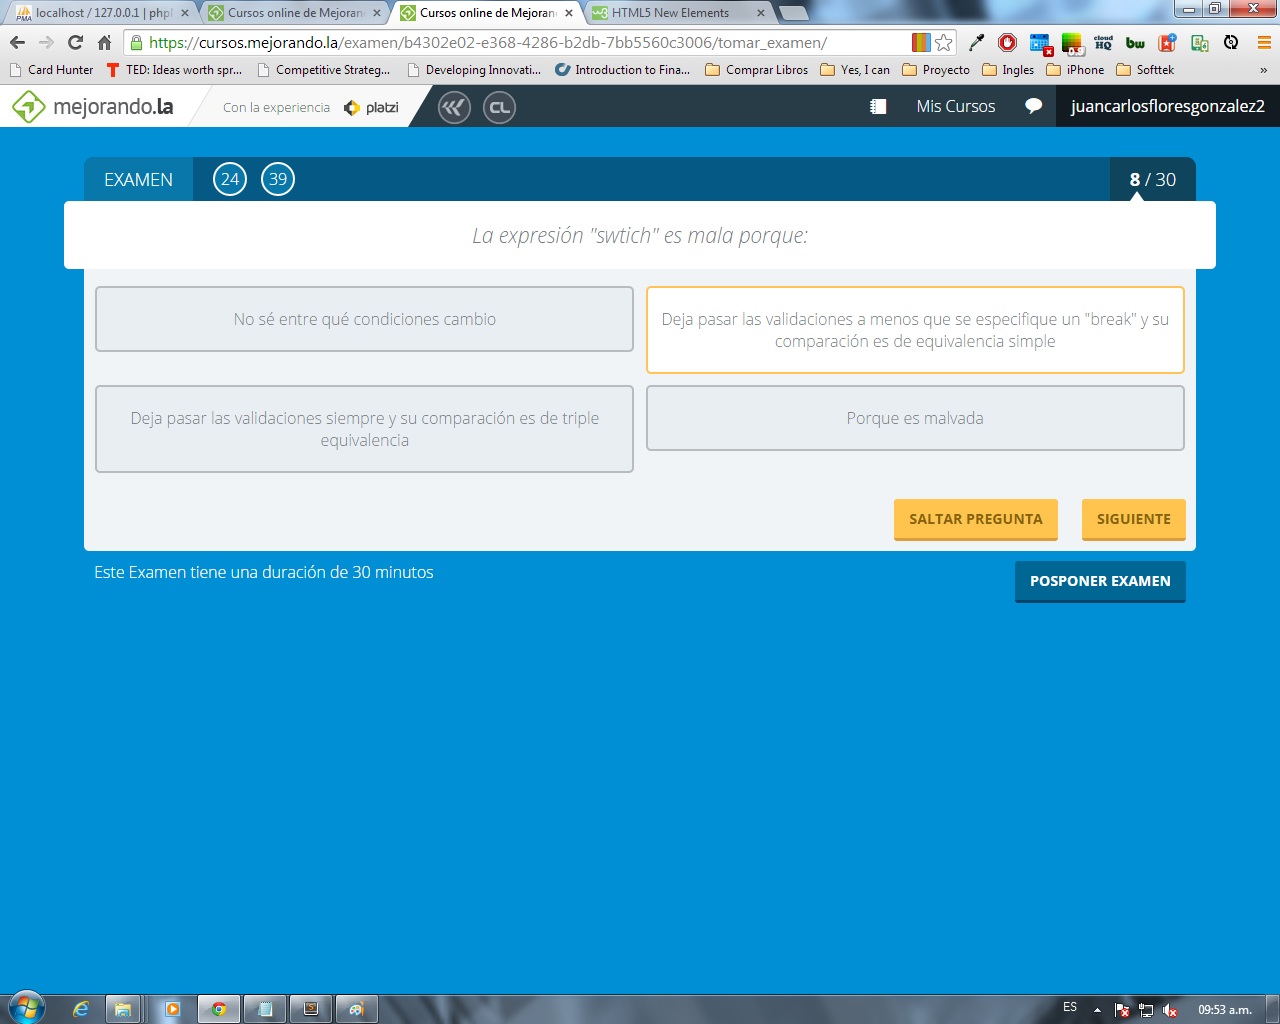 localhost / 127.0.0.1 | php
Cursos online de Mejoran
Cursos online de Mejoran
HTML5 New Elements
https://cursos.mejorando.la/examen/b4302e02-e368-4286-b2db-7bb5560c3006/tomar_examen/
cloud HQ
bw
Card Hunter
TED: Ideas worth spr...
Competitive Strateg...
Developing Innovati...
Introduction to Fina...
Comprar Libros
Yes, I can
Proyecto
Ingles
iPhone
Softtek
»
mejorando.la
Con la experiencia
platzi
CL
Mis Cursos
juancarlosfloresgonzalez2
EXAMEN
24
39
8 / 30
La expresión "swtich" es mala porque:
No sé entre qué condiciones cambio
Deja pasar las validaciones a menos que se especifique un "break" y su
comparación es de equivalencia simple
Deja pasar las validaciones siempre y su comparación es de triple
equivalencia
Porque es malvada
SALTAR PREGUNTA
SIGUIENTE
Este Examen tiene una duración de 30 minutos
POSPONER EXAMEN
ES
09:53 a.m.